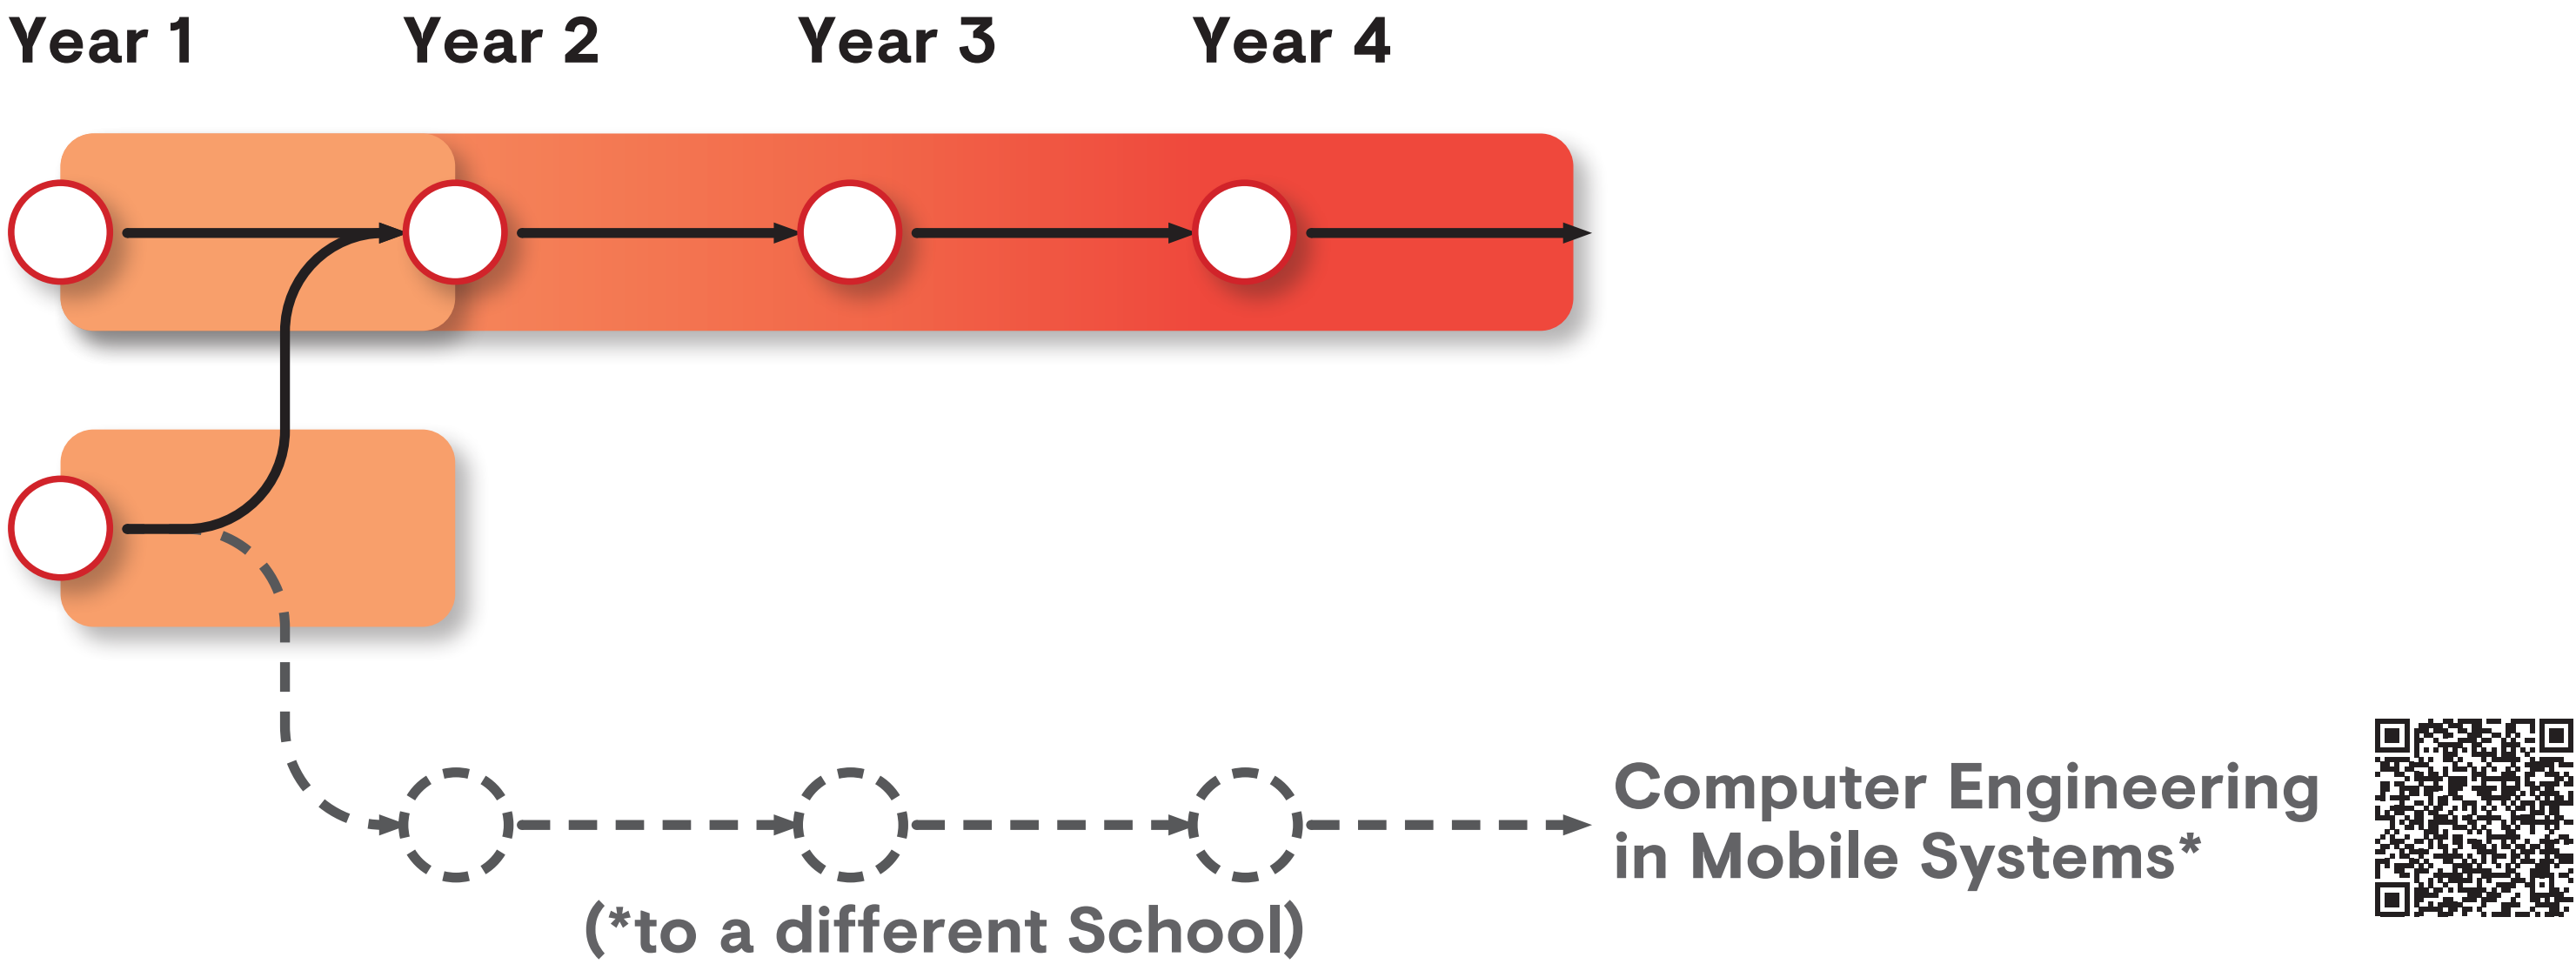 Year 1 Year 2 Year 3 Year 4
Computer Engineering
in Mobile Systems*
(*to a different School)